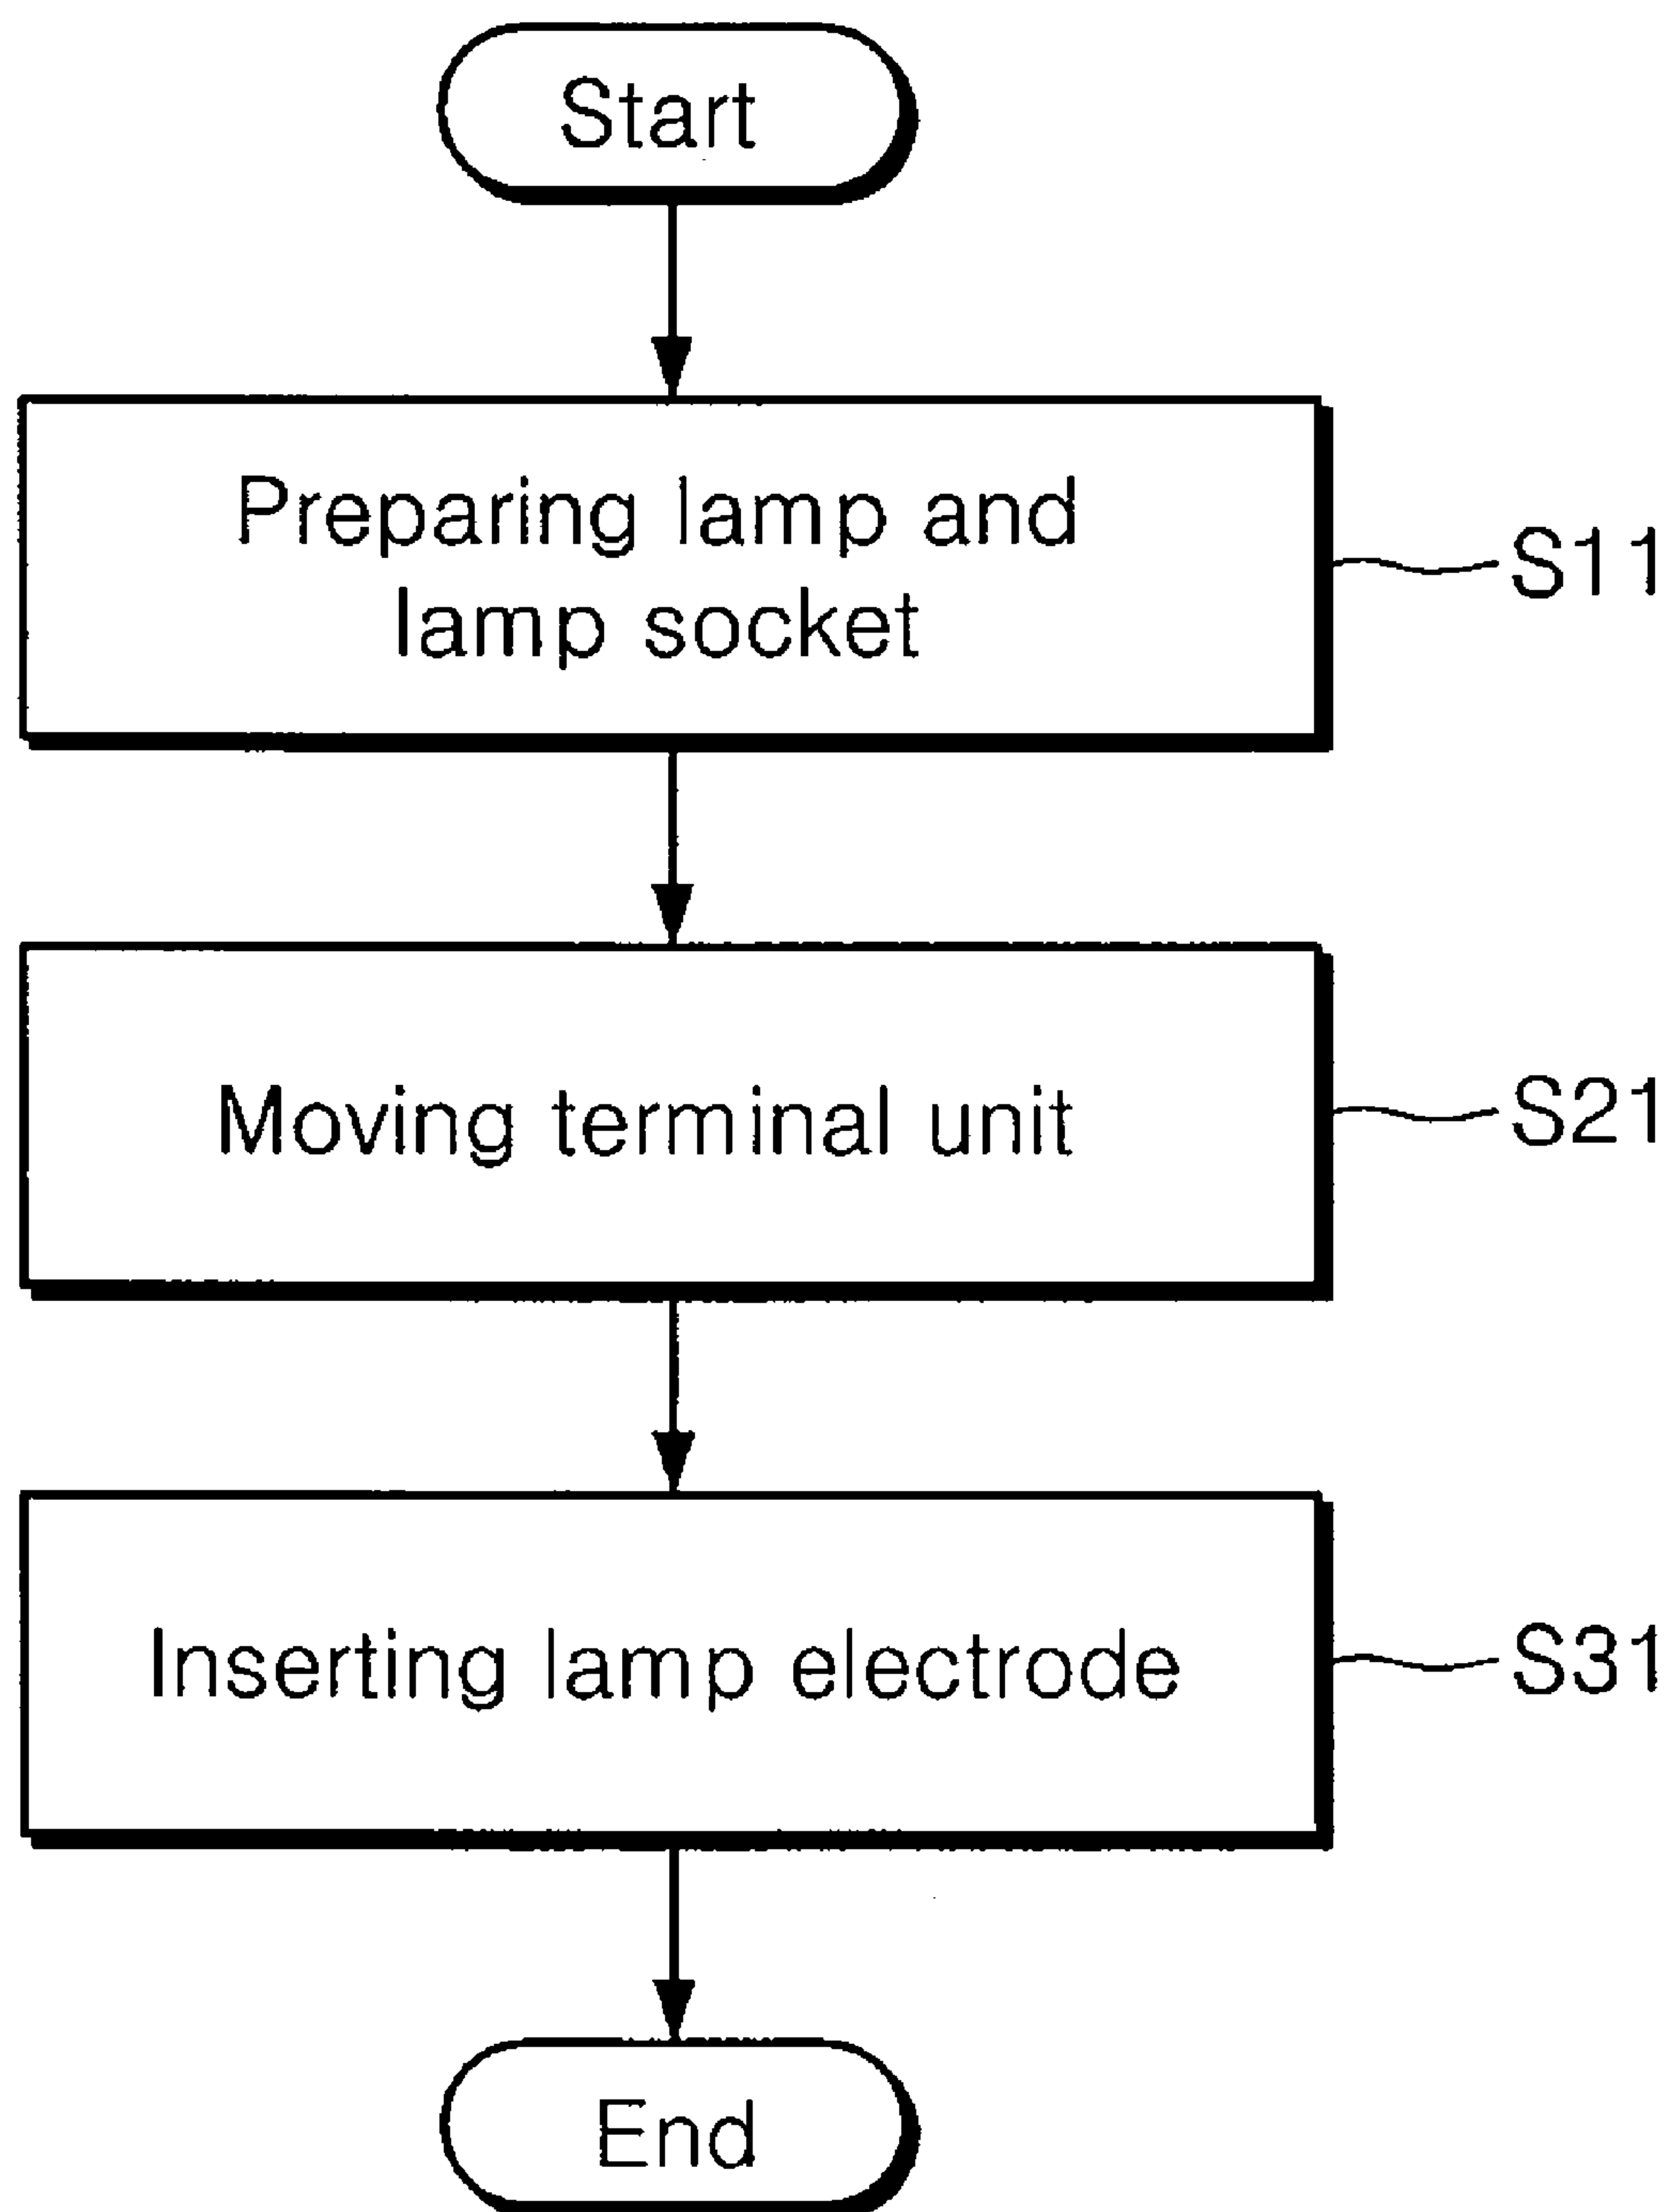 Start
Preparing lamp and
lamp socket
S11
Moving terminal unit
S21
Inserting lamp electrode
S31
End